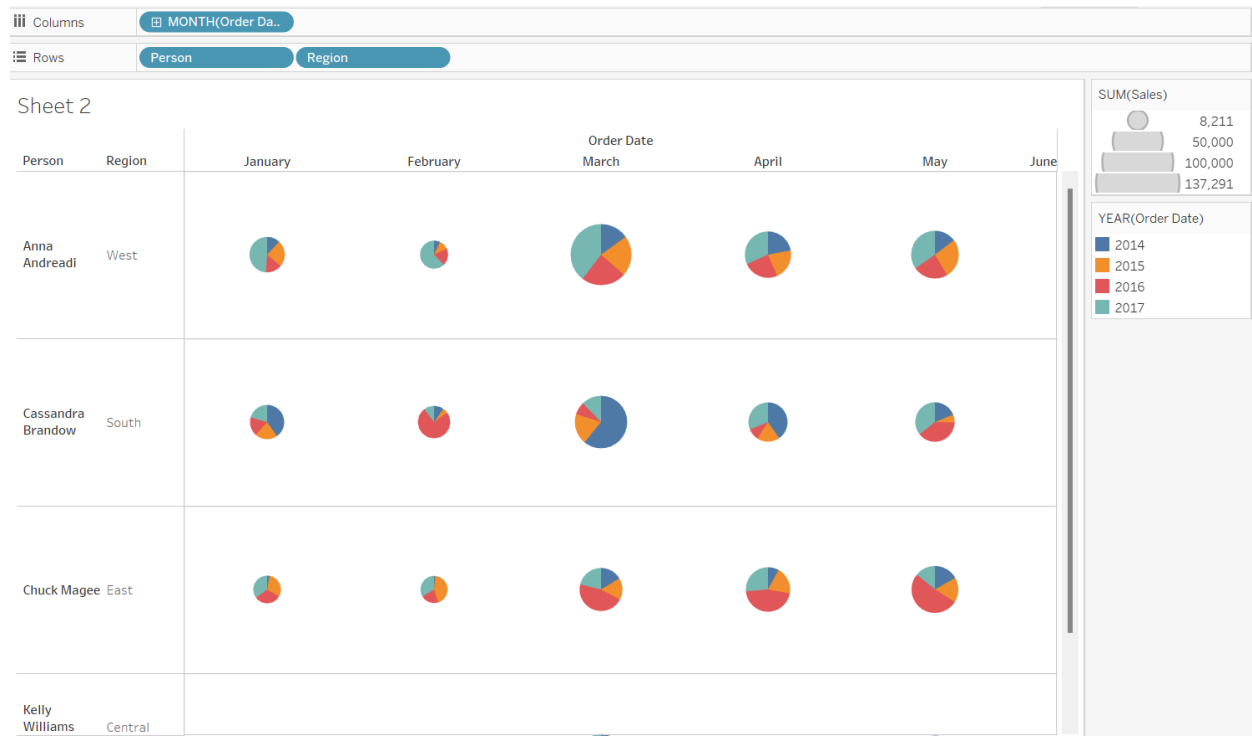 Columns
MONTH(Order Da..
Rows
Person Region
Sheet 2
Order Date
Person Region January February March April May June
Anna
Andreadi
West
Cassandra
Brandow
South
Chuck Magee East
Kelly
Williams
Central
SUM(Sales)
8,211
50,000
100,000
137,291
YEAR(Order Date)
2014
2015
2016
2017